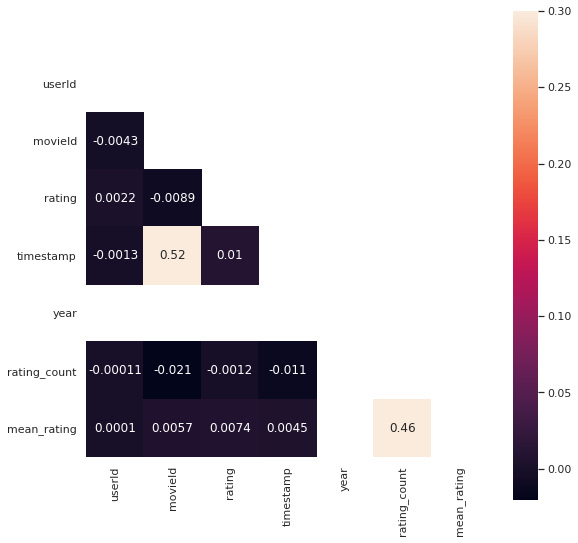 0.30
userId
0.25
movieId -0.0043
rating 0.0022 -0.0089
0.20
timestamp -0.0013 0.52 0.01
0.15
year
0.10
rating_count -0.00011 -0.021 -0.0012 -0.011
0.05
mean_rating 0.0001 0.0057 0.0074 0.0045 0.46
0.00
userId movieId rating timestamp year rating_count mean_rating